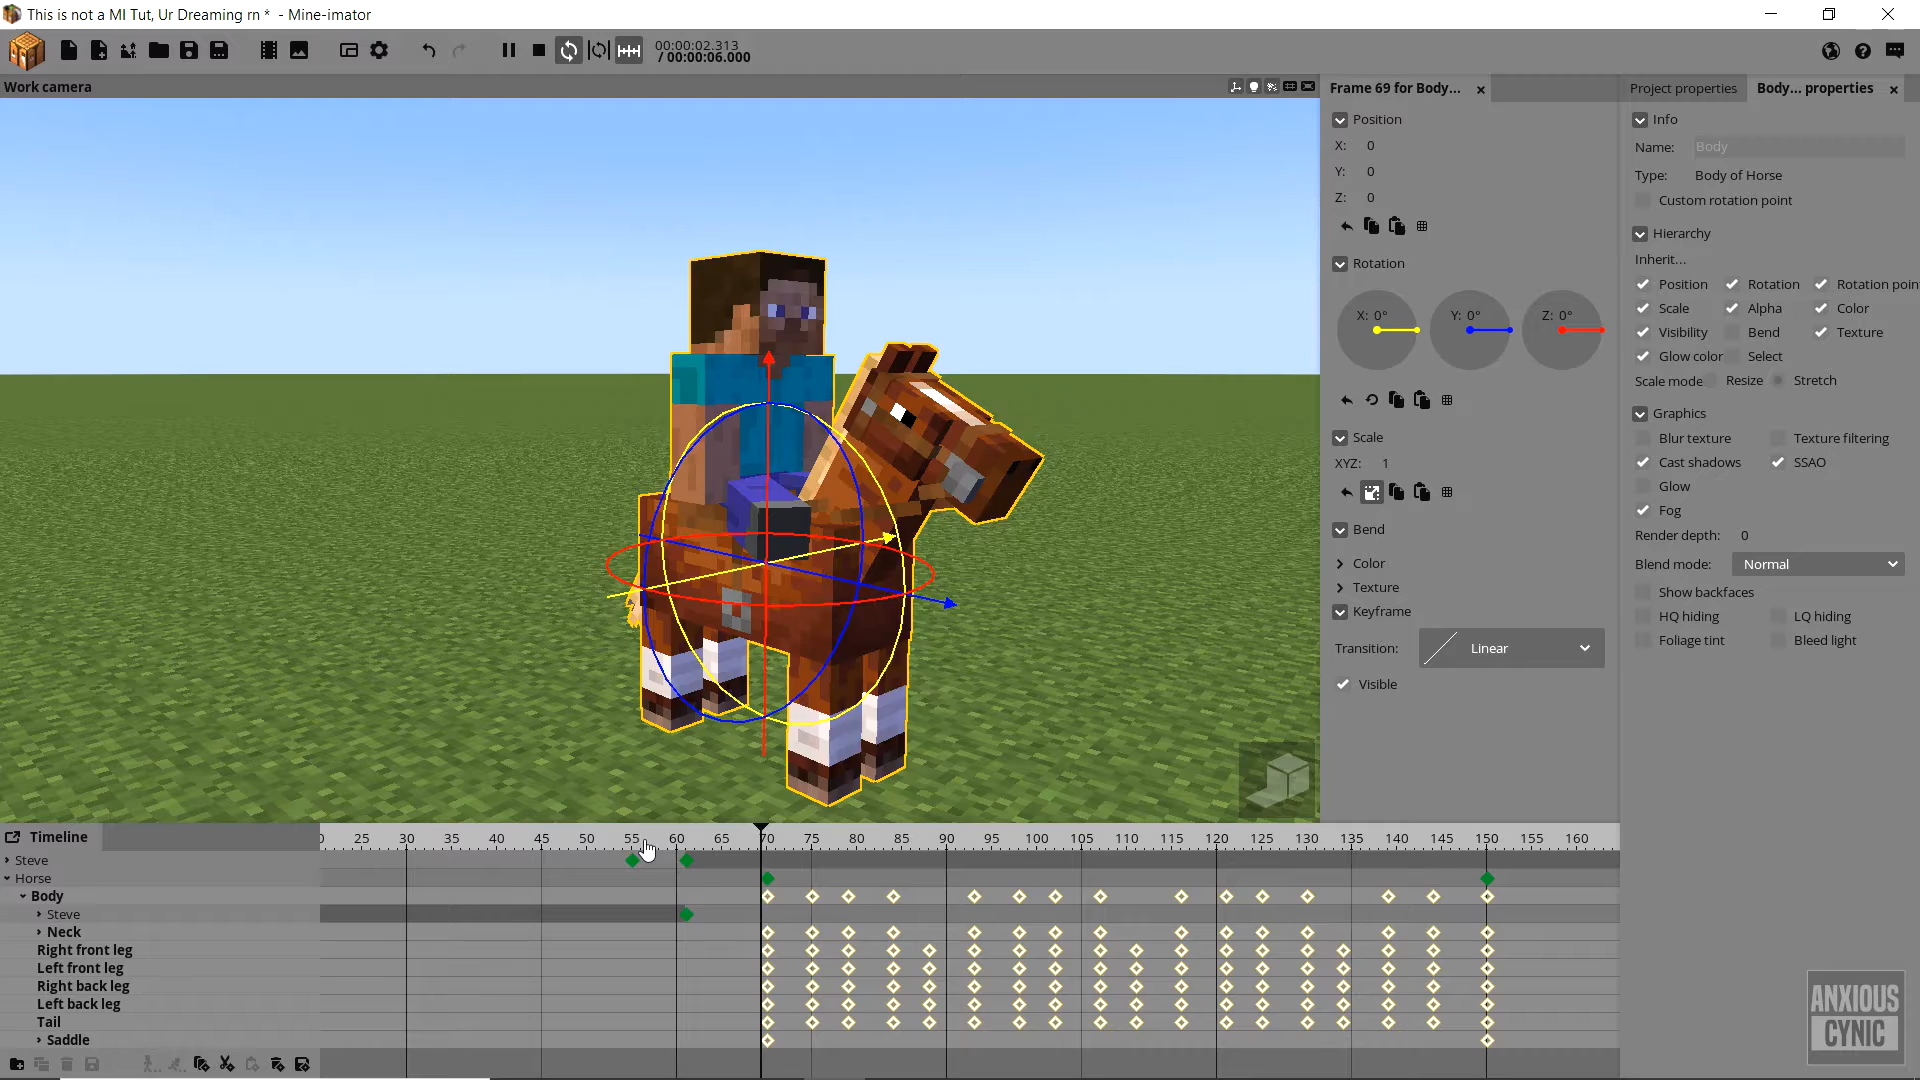 This is not a MI Tut, Ur Dreaming rn * - Mine-imator
00:00:02.313
/ 00:00:06.000
Work camera
Frame 69 for Body...
Position
X: 0
Y: 0
Z: 0
Rotation
X: 0° Y: 0° Z: 0°
Scale
XYZ: 1
Bend
Color
Texture
Keyframe
Transition: Linear
Visible
Project properties Body... properties
Info
Name: Body
Type: Body of Horse
Custom rotation point
Hierarchy
Inherit...
Position Rotation Rotation poin
Scale Alpha Color
Visibility Bend Texture
Glow color Select
Scale mode Resize Stretch
Graphics
Blur texture Texture filtering
Cast shadows SSAO
Glow
Fog
Render depth: 0
Blend mode: Normal
Show backfaces
HQ hiding LQ hiding
Foliage tint Bleed light
Timeline
25 30 35 40 45 50 55 60 65 70 75 80 85 90 95 100 105 110 115 120 125 130 135 140 145 150 155 160
Steve
Horse
Body
Steve
Neck
Right front leg
Left front leg
Right back leg
Left back leg
Tail
Saddle
ANXIOUS
CYNIC